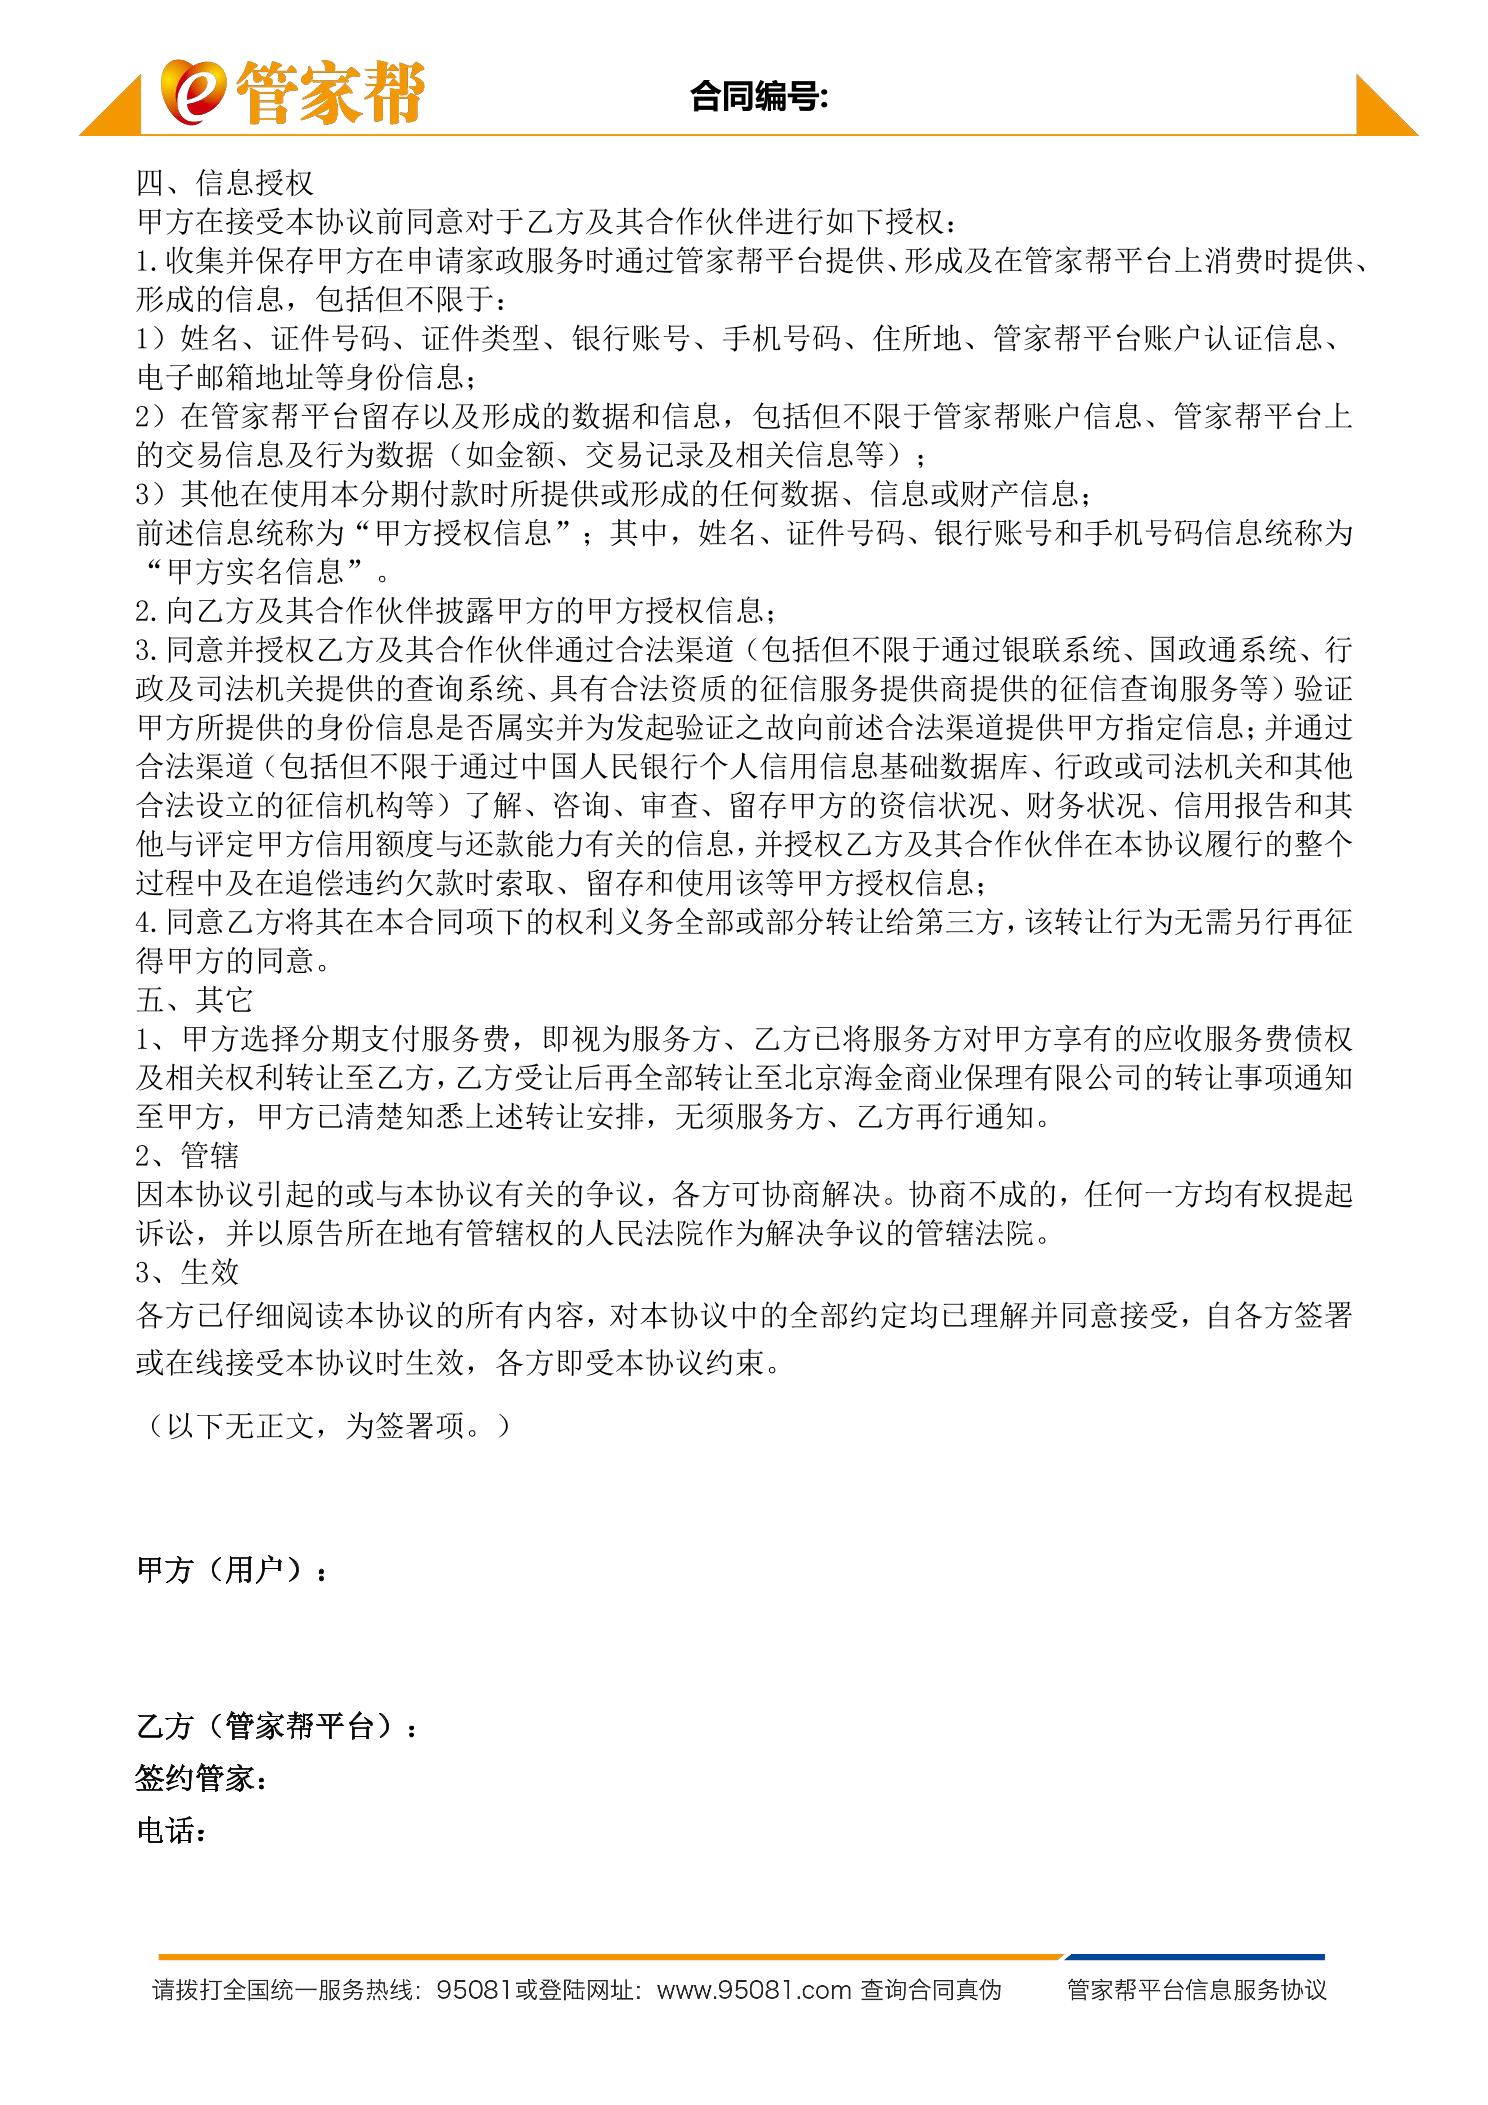 管家帮
合同编号:
四、信息授权
甲方在接受本协议前同意对于乙方及其合作伙伴进行如下授权：
1.收集并保存甲方在申请家政服务时通过管家帮平台提供、形成及在管家帮平台上消费时提供、
形成的信息，包括但不限于：
1）姓名、证件号码、证件类型、银行账号、手机号码、住所地、管家帮平台账户认证信息、
电子邮箱地址等身份信息；
2）在管家帮平台留存以及形成的数据和信息，包括但不限于管家帮账户信息、管家帮平台上
的交易信息及行为数据（如金额、交易记录及相关信息等）；
3）其他在使用本分期付款时所提供或形成的任何数据、信息或财产信息；
前述信息统称为“甲方授权信息”；其中，姓名、证件号码、银行账号和手机号码信息统称为
“甲方实名信息”。
2.向乙方及其合作伙伴披露甲方的甲方授权信息；
3.同意并授权乙方及其合作伙伴通过合法渠道（包括但不限于通过银联系统、国政通系统、行
政及司法机关提供的查询系统、具有合法资质的征信服务提供商提供的征信查询服务等）验证
甲方所提供的身份信息是否属实并为发起验证之故向前述合法渠道提供甲方指定信息；并通过
合法渠道（包括但不限于通过中国人民银行个人信用信息基础数据库、行政或司法机关和其他
合法设立的征信机构等）了解、咨询、审查、留存甲方的资信状况、财务状况、信用报告和其
他与评定甲方信用额度与还款能力有关的信息，并授权乙方及其合作伙伴在本协议履行的整个
过程中及在追偿违约欠款时索取、留存和使用该等甲方授权信息；
4.同意乙方将其在本合同项下的权利义务全部或部分转让给第三方，该转让行为无需另行再征
得甲方的同意。
五、其它
1、甲方选择分期支付服务费，即视为服务方、乙方已将服务方对甲方享有的应收服务费债权
及相关权利转让至乙方，乙方受让后再全部转让至北京海金商业保理有限公司的转让事项通知
至甲方，甲方已清楚知悉上述转让安排，无须服务方、乙方再行通知。
2、管辖
因本协议引起的或与本协议有关的争议，各方可协商解决。协商不成的，任何一方均有权提起
诉讼，并以原告所在地有管辖权的人民法院作为解决争议的管辖法院。
3、生效
各方已仔细阅读本协议的所有内容，对本协议中的全部约定均已理解并同意接受，自各方签署
或在线接受本协议时生效，各方即受本协议约束。
（以下无正文，为签署项。）
甲方（用户）：
乙方（管家帮平台）：
签约管家：
电话：
请拨打全国统一服务热线：95081或登陆网址：www.95081.com 查询合同真伪
管家帮平台信息服务协议